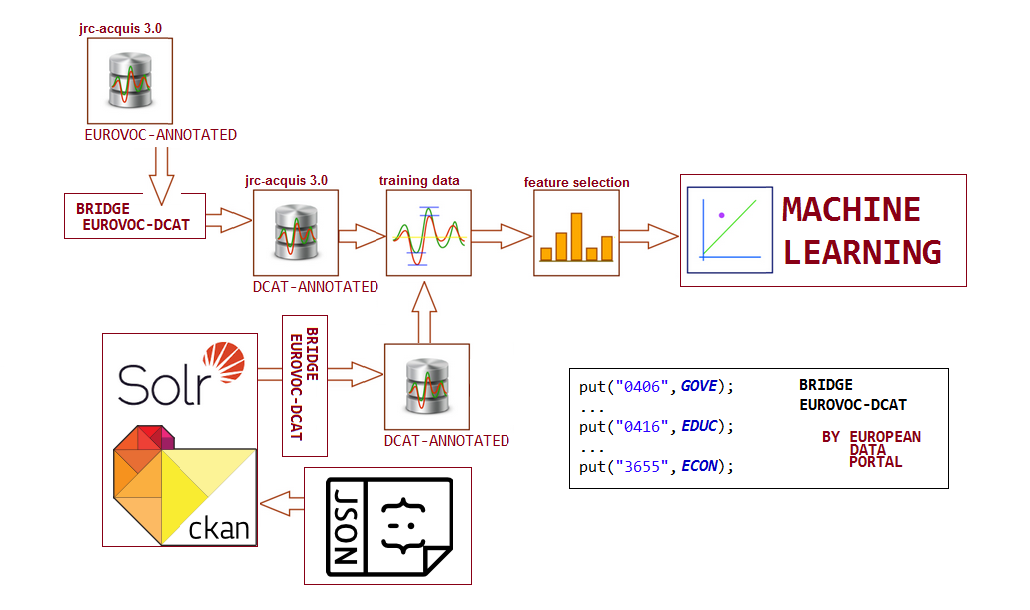 jrc-acquis 3.0
EUROVOC-ANNOTATED
BRIDGE
EUROVOC-DCAT
jrc-acquis 3.0
DCAT-ANNOTATED
training data
feature selection
MACHINE
LEARNING
Solr
ckan
BRIDGE
EUROVOC-DCAT
DCAT-ANNOTATED
JSON
{-:-}
put("0406",GOVE);
...
put("0416",EDUC);
...
put("3655",ECON);
BRIDGE
EUROVOC-DCAT
BY EUROPEAN
DATA
PORTAL